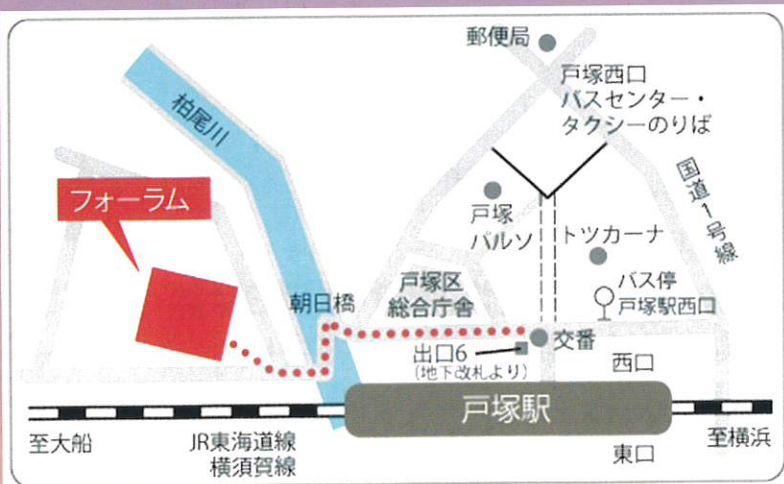 郵便局
戸塚西口
バスセンター・
タクシーのりば
柏尾川
国道1号線
フォーラム
戸塚
パルソ
トツカーナ
バス停
戸塚駅西口
戸塚区
総合庁舎
朝日橋
交番
出口6
(地下改札より)
西口
戸塚駅
至大船
JR東海道線
横須賀線
東口
至横浜